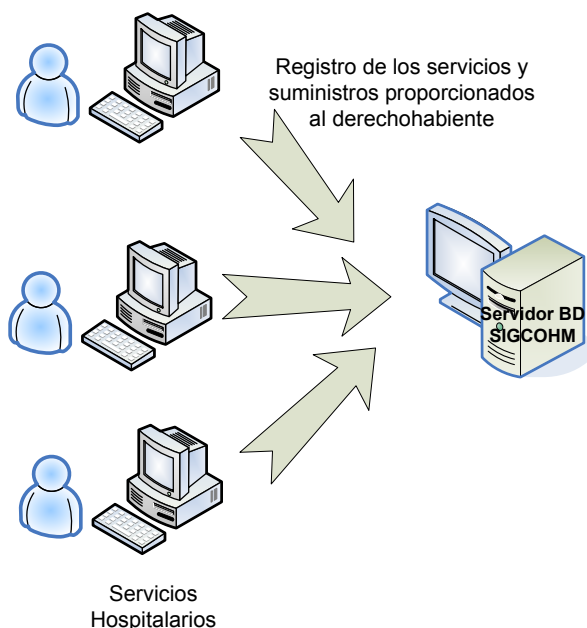 Registro de los servicios y
suministros proporcionados
al derechohabiente
Servidor BD
SIGCOHM
Servicios
Hospitalarios